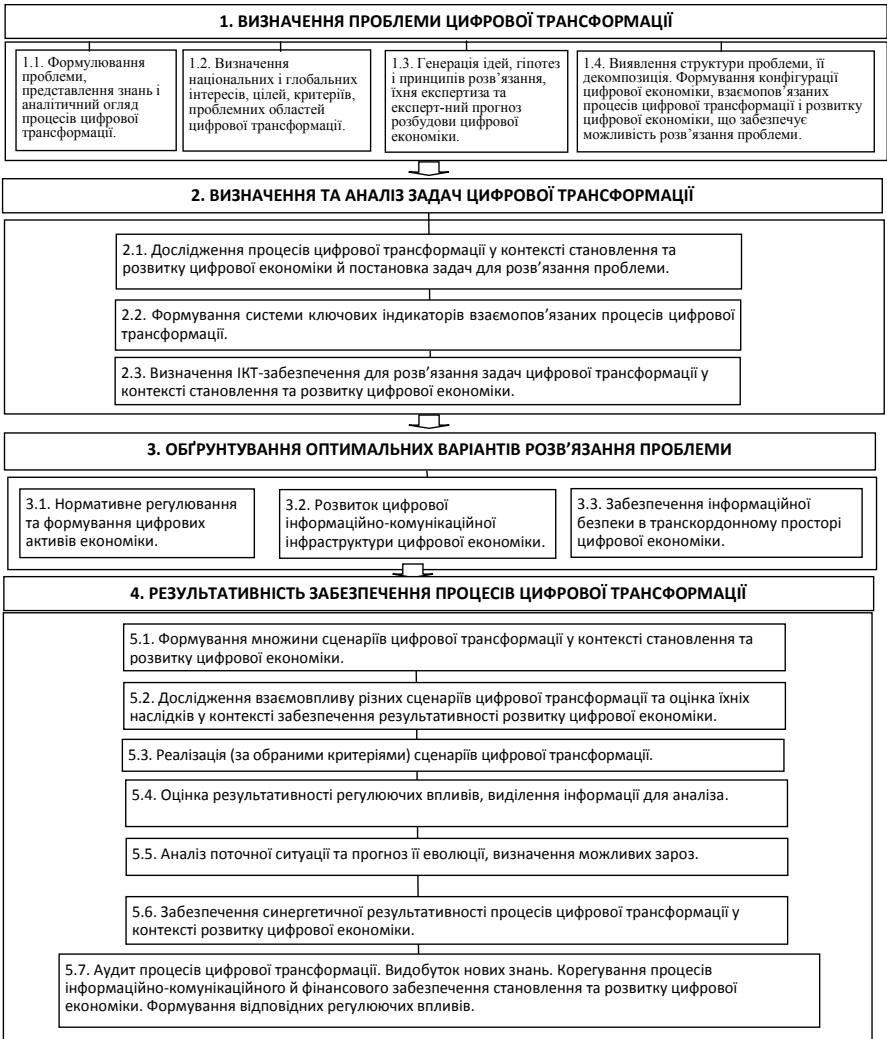 1. ВИЗНАЧЕННЯ ПРОБЛЕМИ ЦИФРОВОЇ ТРАНСФОРМАЦІЇ
1.1. Формулювання
проблеми,
представлення знань і
аналітичний огляд
процесів цифрової
трансформації.
1.2. Визначення
національних і глобальних
інтересів, цілей, критеріїв,
проблемних областей
цифрової трансформації.
1.3. Генерація ідей, гіпотез
і принципів розв’язання,
їхня експертиза та
експерт-ний прогноз
розбудови цифрової
економіки.
1.4. Виявлення структури проблеми, її
декомпозиція. Формування конфігурації
цифрової економіки, взаємопов’язаних
процесів цифрової трансформації і розвитку
цифрової економіки, що забезпечує
можливість розв’язання проблеми.
2. ВИЗНАЧЕННЯ ТА АНАЛІЗ ЗАДАЧ ЦИФРОВОЇ ТРАНСФОРМАЦІЇ
2.1. Дослідження процесів цифрової трансформації у контексті становлення та
розвитку цифрової економіки й постановка задач для розв’язання проблеми.
2.2. Формування системи ключових індикаторів взаємопов’язаних процесів цифрової
трансформації.
2.3. Визначення ІКТ-забезпечення для розв’язання задач цифрової трансформації у
контексті становлення та розвитку цифрової економіки.
3. ОБҐРУНТУВАННЯ ОПТИМАЛЬНИХ ВАРІАНТІВ РОЗВ’ЯЗАННЯ ПРОБЛЕМИ
3.1. Нормативне регулювання
та формування цифрових
активів економіки.
3.2. Розвиток цифрової
інформаційно-комунікаційної
інфраструктури цифрової економіки.
3.3. Забезпечення інформаційної
безпеки в транскордонному просторі
цифрової економіки.
4. РЕЗУЛЬТАТИВНІСТЬ ЗАБЕЗПЕЧЕННЯ ПРОЦЕСІВ ЦИФРОВОЇ ТРАНСФОРМАЦІЇ
5.1. Формування множини сценаріїв цифрової трансформації у контексті становлення та
розвитку цифрової економіки.
5.2. Дослідження взаємовпливу різних сценаріїв цифрової трансформації та оцінка їхніх
наслідків у контексті забезпечення результативності розвитку цифрової економіки.
5.3. Реалізація (за обраними критеріями) сценаріїв цифрової трансформації.
5.4. Оцінка результативності регулюючих впливів, виділення інформації для аналіза.
5.5. Аналіз поточної ситуації та прогноз її еволюції, визначення можливих зароз.
5.6. Забезпечення синергетичної результативності процесів цифрової трансформації у
контексті розвитку цифрової економіки.
5.7. Аудит процесів цифрової трансформації. Видобуток нових знань. Корегування процесів
інформаційно-комунікаційного й фінансового забезпечення становлення та розвитку цифрової
економіки. Формування відповідних регулюючих впливів.